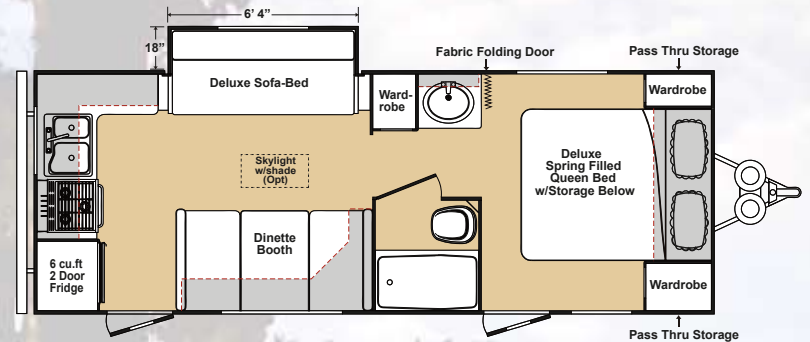 6' 4"
18"
Fabric Folding Door
Pass Thru Storage
Deluxe Sofa-Bed
Ward-
robe
Wardrobe
Skylight
w/shade
(Opt)
Deluxe
Spring Filled
Queen Bed
w/Storage Below
Dinette
Booth
6 cu.ft
2 Door
Fridge
Wardrobe
Pass Thru Storage